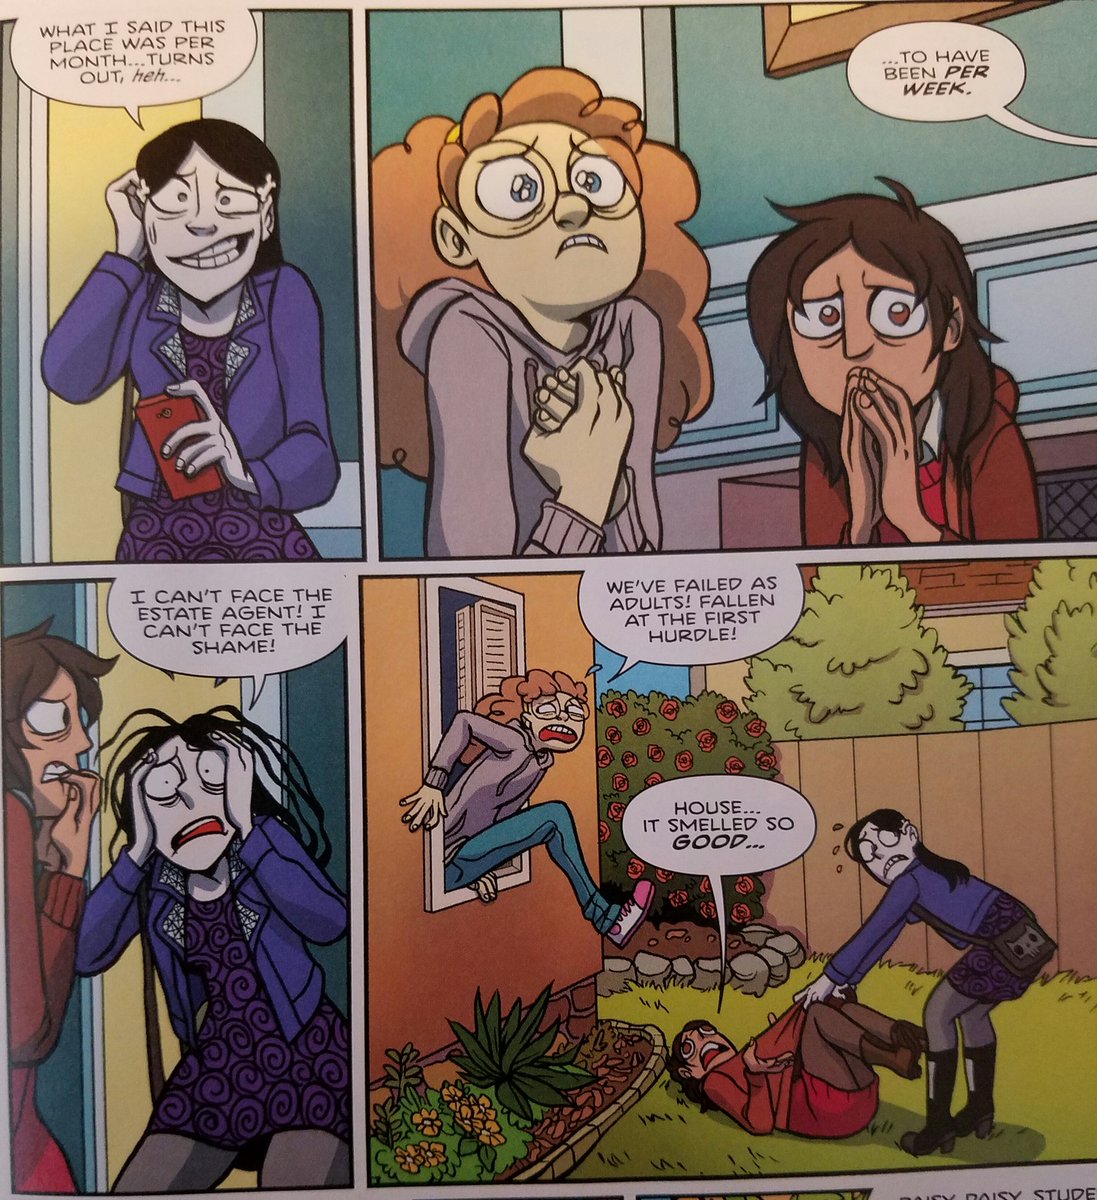 WHAT I SAID THIS
PLACE WAS PER
MONTH...TURNS
OUT, heh...
...TO HAVE
BEEN PER
WEEK.
I CAN'T FACE THE
ESTATE AGENT! I
CAN'T FACE THE
SHAME!
WE'VE FAILED AS
ADULTS! FALLEN
AT THE FIRST
HURDLE!
HOUSE...
IT SMELLED SO
GOOD...